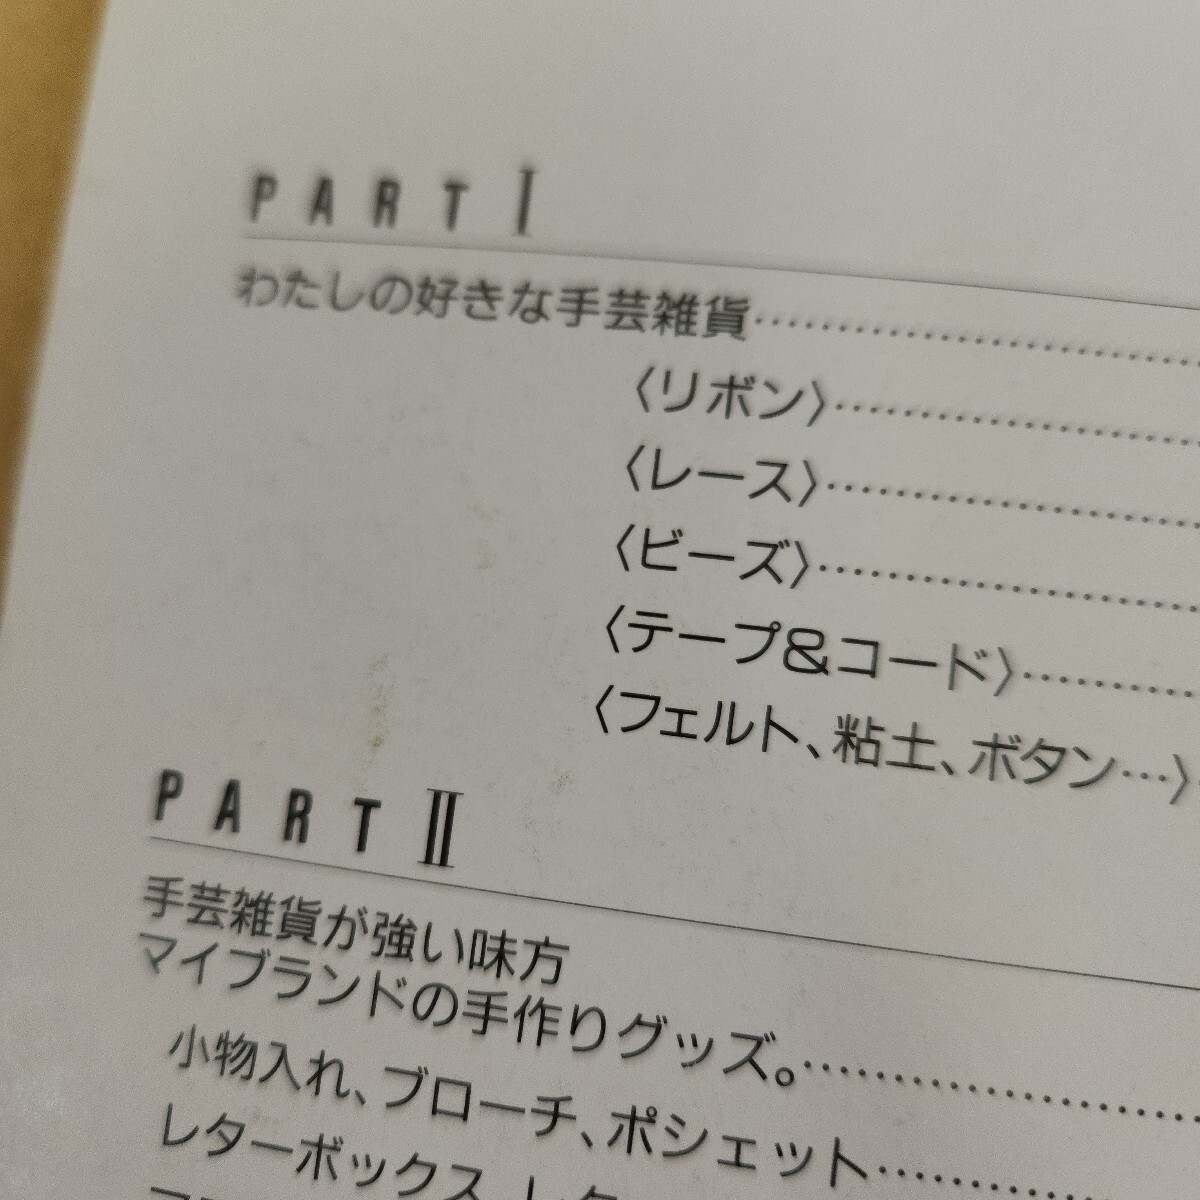 PART Ⅰ
わたしの好きな手芸雑貨……………………
〈リボン〉……………………
〈レース〉……………………
〈ビーズ〉……………………
〈テープ&コード〉……………
〈フェルト、粘土、ボタン…〉…
PART Ⅱ
手芸雑貨が強い味方
マイブランドの手作りグッズ。……………………
小物入れ、ブローチ、ポシェット……………………
レターボックス、レタ